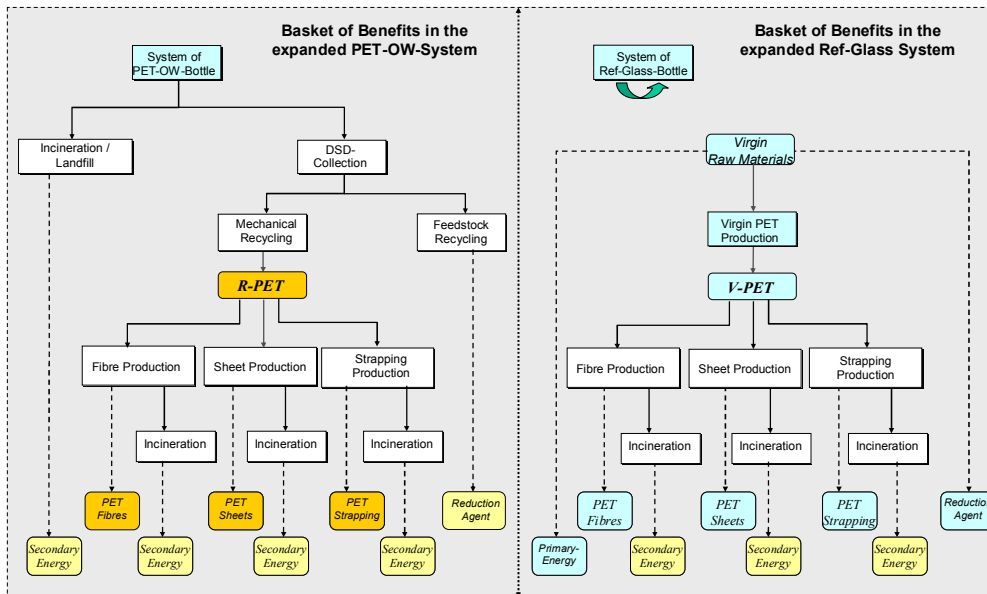 Basket of Benefits in the
expanded PET-OW-System
System of
PET-OW-Bottle
Incineration /
Landfill
DSD-
Collection
Mechanical
Recycling
Feedstock
Recycling
R-PET
Fibre Production
Sheet Production
Strapping
Production
Incineration
Incineration
Incineration
PET
Fibres
PET
Sheets
PET
Strapping
Reduction
Agent
Secondary
Energy
Secondary
Energy
Secondary
Energy
Secondary
Energy
Basket of Benefits in the
expanded Ref-Glass System
System of
Ref-Glass-Bottle
Virgin
Raw Materials
Virgin PET
Production
V-PET
Fibre Production
Sheet Production
Strapping
Production
Incineration
Incineration
Incineration
PET
Fibres
PET
Sheets
PET
Strapping
Reduction
Agent
Primary-
Energy
Secondary
Energy
Secondary
Energy
Secondary
Energy